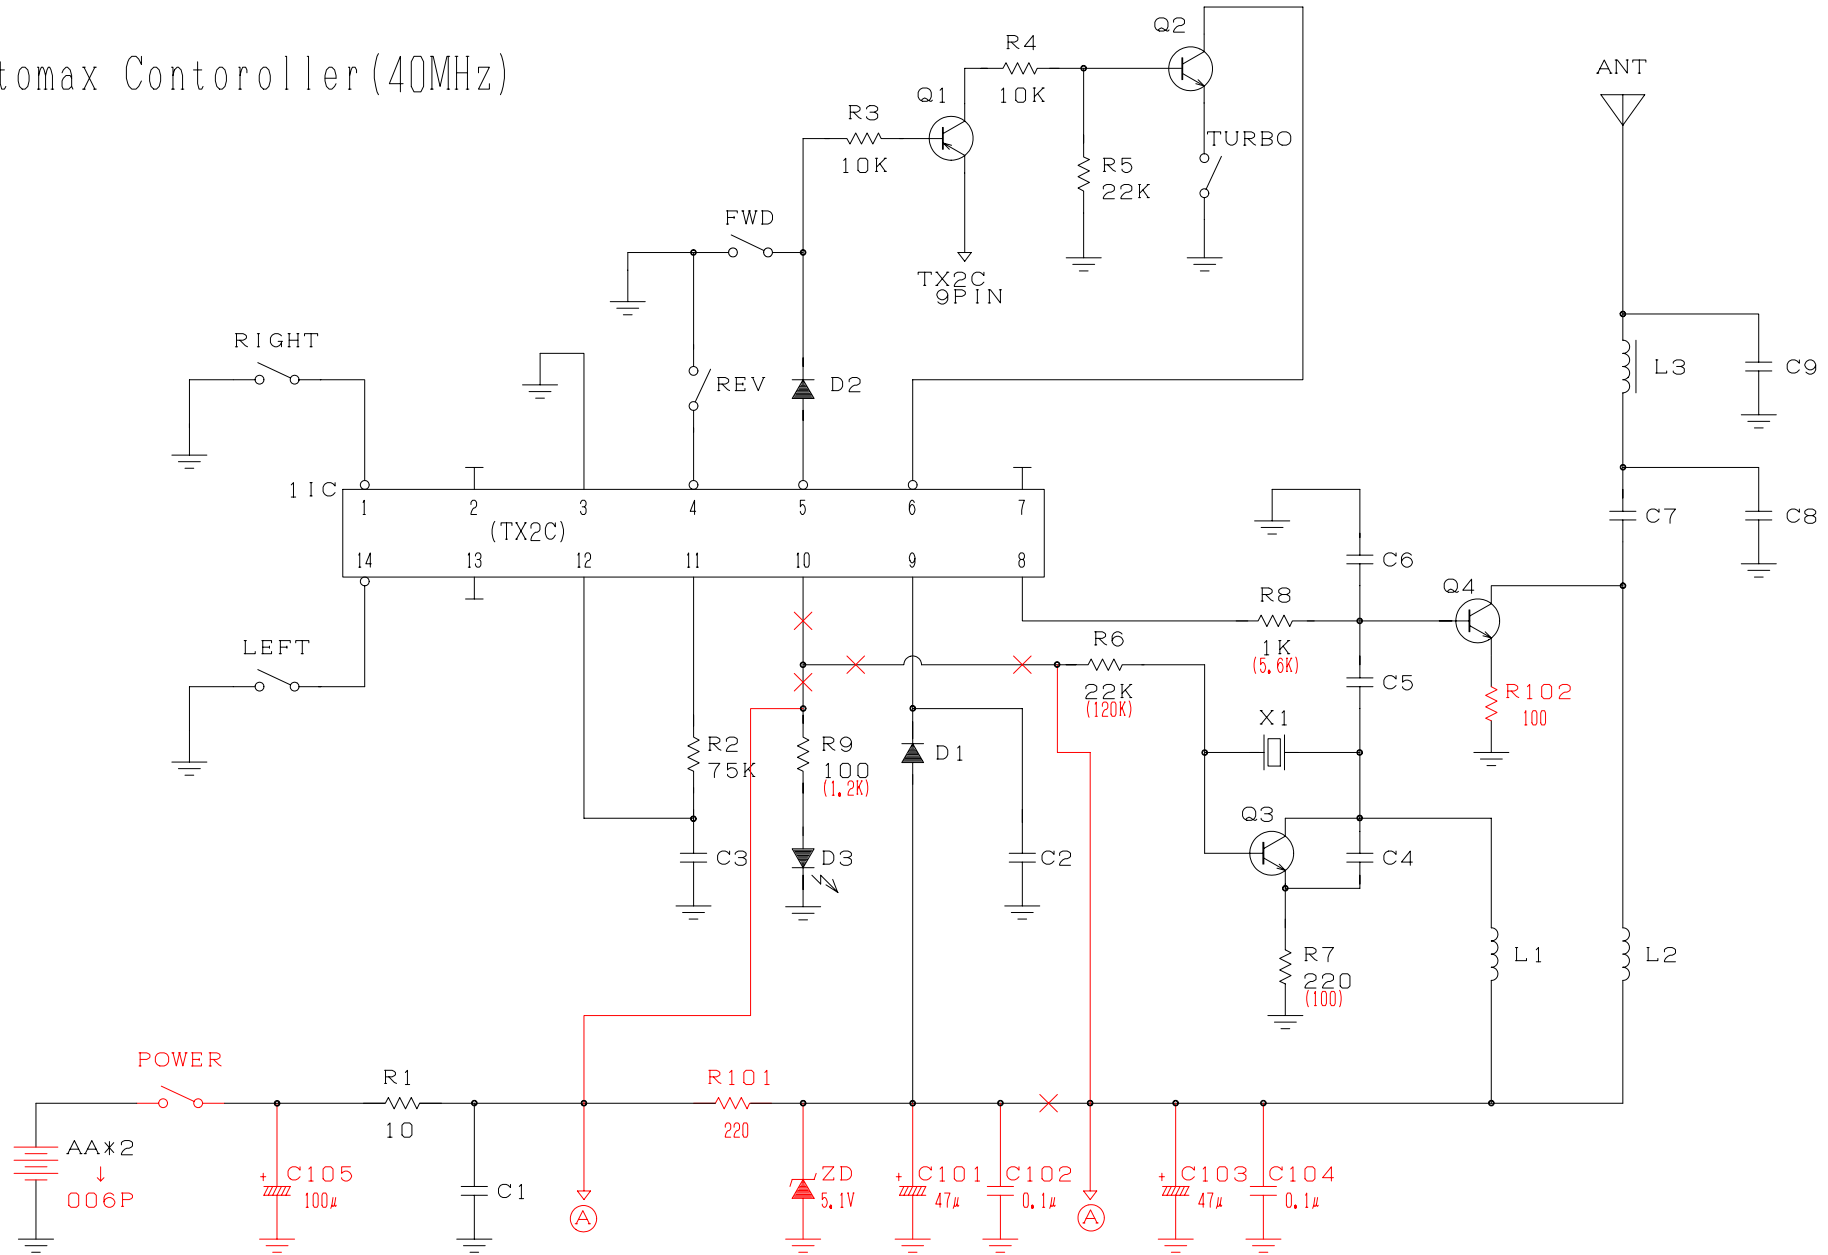 tomax Contoroller(40MHz)
Q2
R4
10K
ANT
Q1
R3
10K
TURBO
R5
22K
FWD
TX2C
9PIN
RIGHT
REV
D2
L3
C9
1IC
1 2 3 4 5 6 7
(TX2C)
14 13 12 11 10 9 8
C7
C8
C6
Q4
R8
1K
(5.6K)
LEFT
R6
22K
(120K)
C5
R102
100
X1
R2
75K
R9
100
(1.2K)
D1
Q3
C3
D3
C2
C4
R7
220
(100)
L1
L2
POWER
R1
10
R101
220
AA*2
↓
006P
+
C105
100μ
C1
A
ZD
5.1V
+
C101
47μ
C102
0.1μ
A
+
C103
47μ
C104
0.1μ